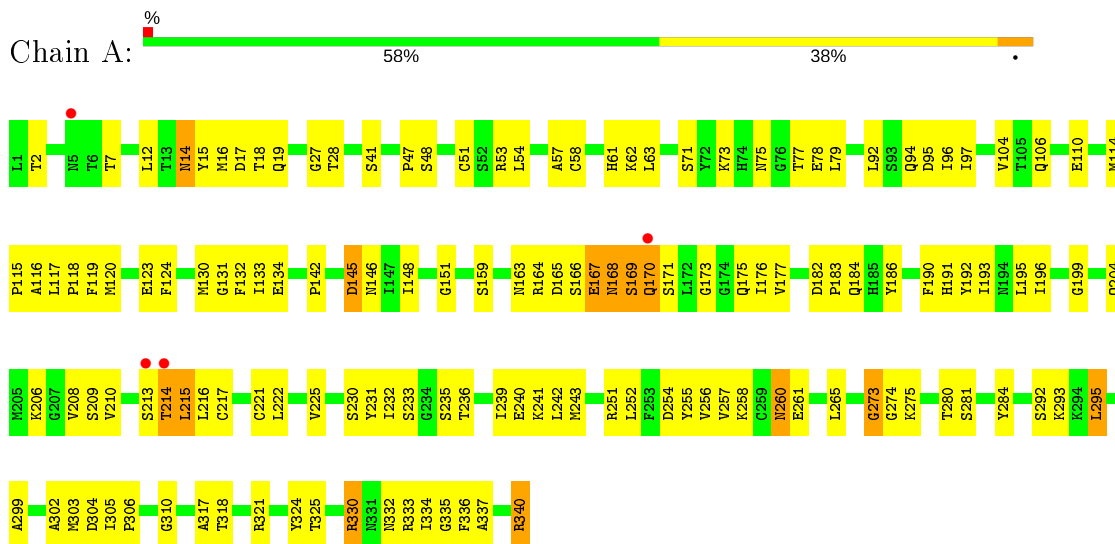 %
Chain A:
58% 38% •
L1 T2 N5 T6 T7 L12 T13 N14 Y15 M16 D17 T18 Q19 G27 T28 S41 P47 S48 C51 S52 R53 L54 A57 C58 H61 K62 L63 S71 Y72 K73 H74 N75 G76 T77 E78 L79 L92 S93 Q94 D95 I96 I97 V104 T105 Q106 E110 M114
P115 A116 L117 P118 F119 M120 E123 F124 M130 G131 F132 I133 E134 P142 D145 N146 I147 I148 G151 S159 N163 R164 D165 S166 E167 N168 S169 Q170 S171 L172 G173 G174 Q175 I176 V177 D182 P183 Q184 H185 Y186 F190 H191 Y192 I193 N194 L195 I196 G199 Q204
M205 K206 G207 V208 S209 V210 S213 T214 L215 L216 C217 C221 L222 V225 S230 Y231 I232 S233 G234 S235 T236 I239 E240 K241 L242 M243 R251 L252 F253 D254 Y255 V256 V257 K258 C259 N260 E261 L265 G273 G274 K275 T280 S281 Y284 S292 K293 K294 L295
A299 A302 M303 D304 I305 P306 G310 A317 T318 R321 Y324 T325 R330 N331 N332 R333 I334 G335 F336 A337 R340